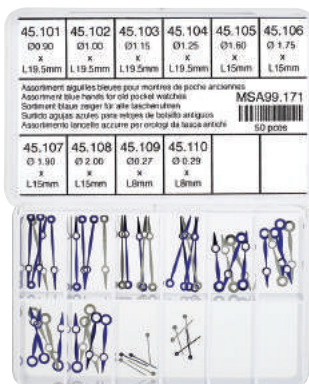 45.101 45.102 45.103 45.104 45.105 45.106
Ø0.90 Ø1.00 Ø1.15 Ø1.25 Ø1.60 Ø 1.75
x x x x x x
L19.5mm L19.5mm L19.5mm L19.5mm L15mm L15mm
Assortiment aiguilles bleues pour montres de poche anciennes
Assortment blue hands for old pocket watches
Sortiment blaue zeiger für alte taschenuhren
Surtido agujas azules para relojes de bolsillo antiguos
Assortimento lancette azzurre per orologi da tasca antichi
MSA99.171
50 pces
45.107 45.108 45.109 45.110
Ø 1.90 Ø 2.00 Ø0.27 Ø 0.29
x x x x
L15mm L15mm L8mm L8mm